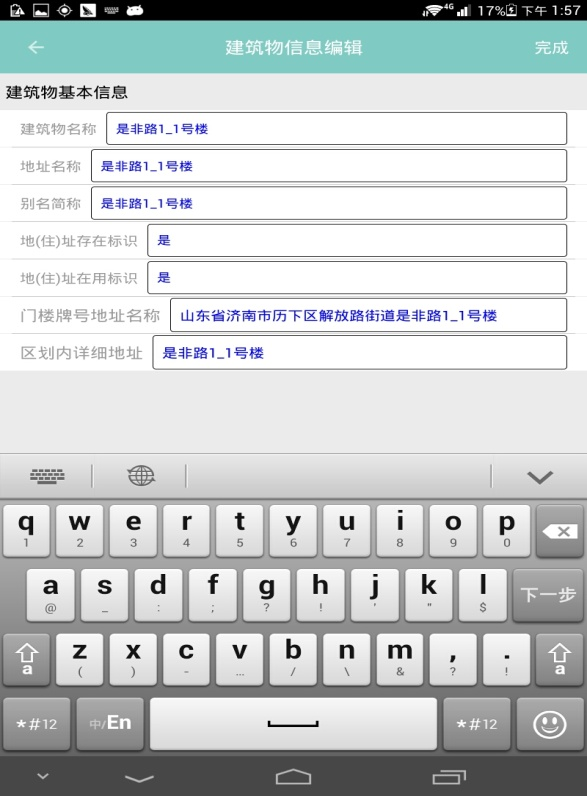 4G 17% 下午 1:57
建筑物信息编辑 完成
建筑物基本信息
建筑物名称 是非路1_1号楼
地址名称 是非路1_1号楼
别名简称 是非路1_1号楼
地(住)址存在标识 是
地(住)址在用标识 是
门楼牌号地址名称 山东省济南市历下区解放路街道是非路1_1号楼
区划内详细地址 是非路1_1号楼
q w e r t y u i o p
1 2 3 4 5 6 7 8 9 0
a s d f g h j k l 下一步
@ _ : ; ? ! ' " $
a z x c v b n m , . a
( ) - ... / \ & ? !
*#12 中/En *#12